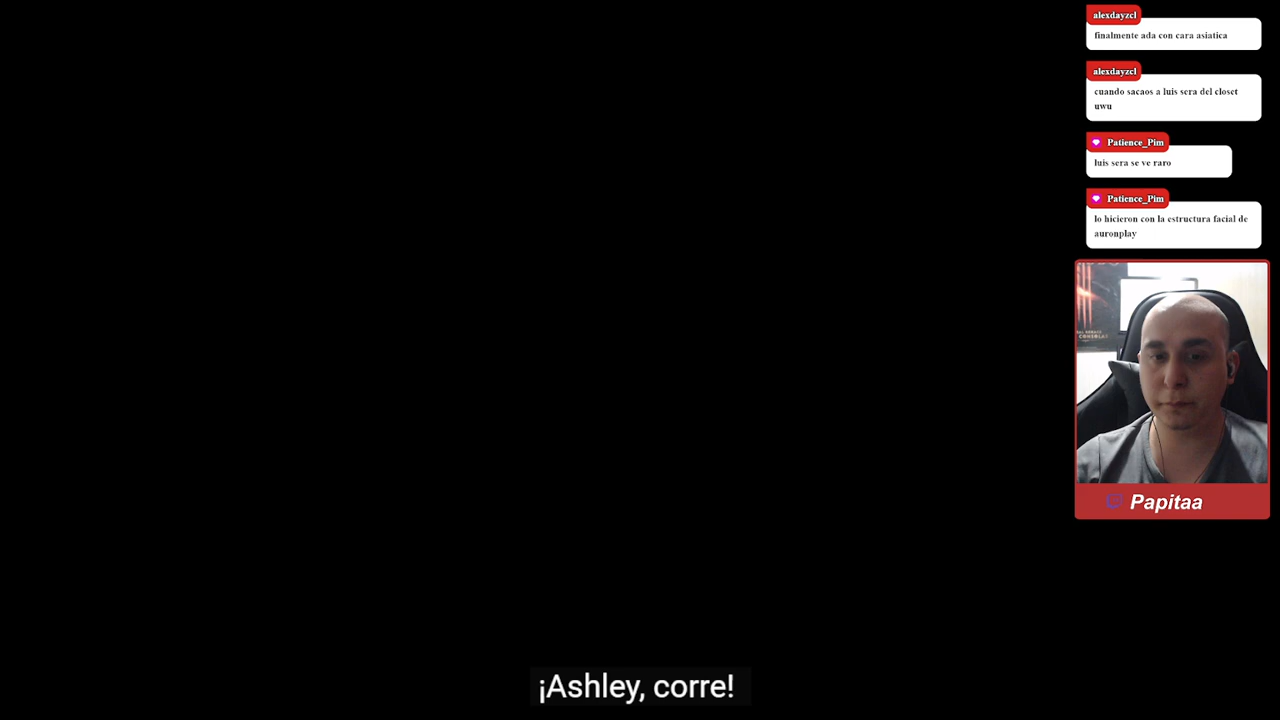 alexdayzcl
finalmente ada con cara asiatica
alexdayzcl
cuando sacaos a luis sera del closet
uwu
Patience_Pim
luis sera se ve raro
Patience_Pim
lo hicieron con la estructura facial de
auronplay
Papitaa
¡Ashley, corre!